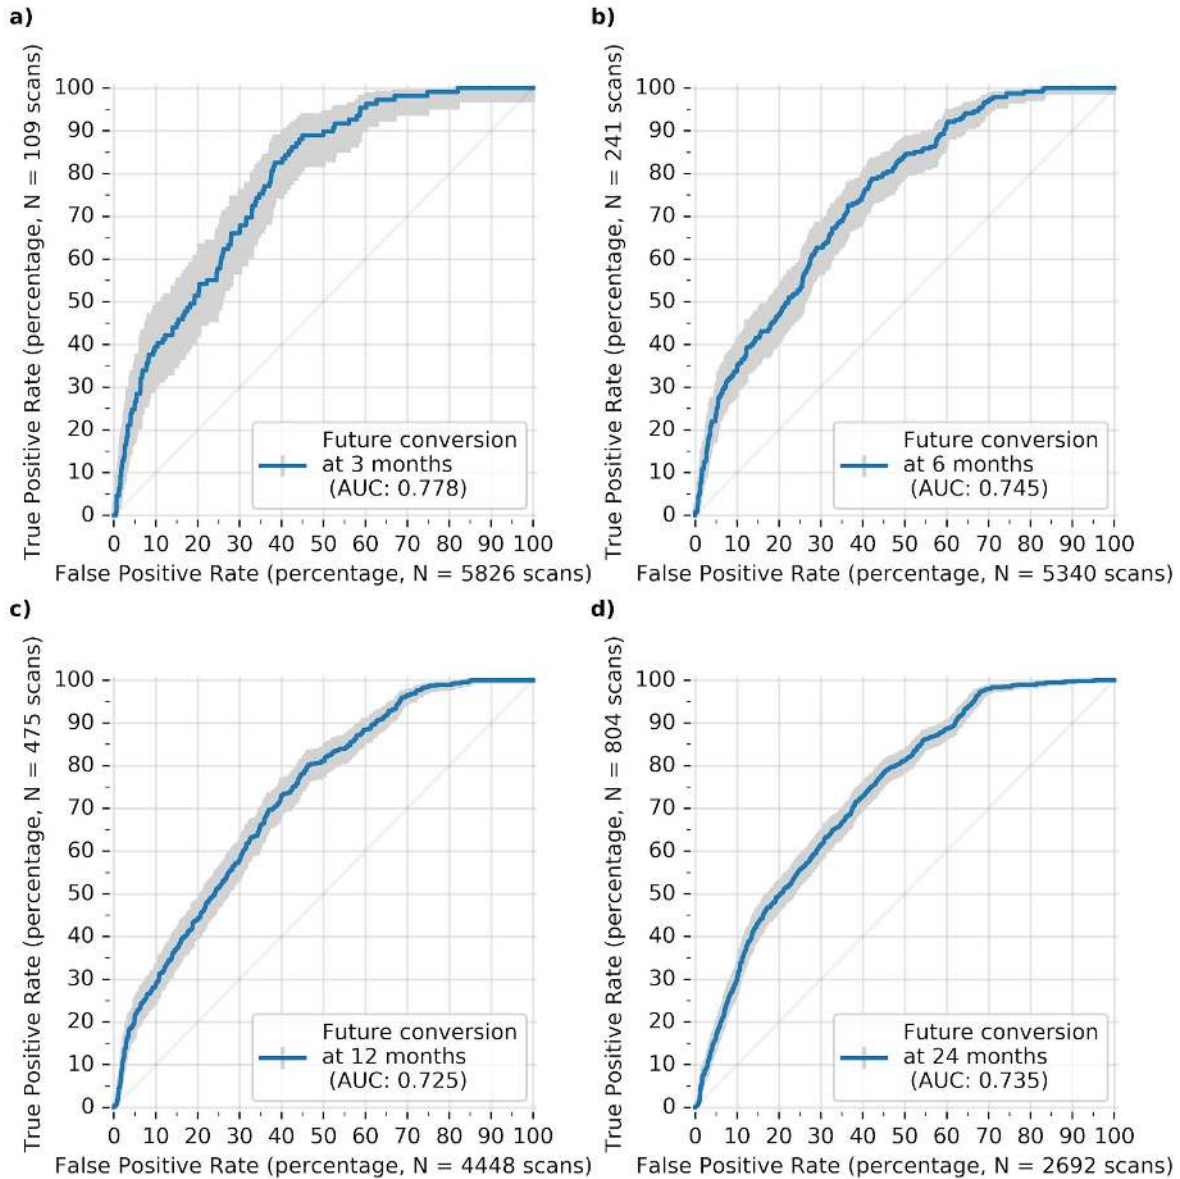 a)
True Positive Rate (percentage, N = 109 scans)
100
90
80
70
60
50
40
30
20
10
0
Future conversion
at 3 months
(AUC: 0.778)
0 10 20 30 40 50 60 70 80 90 100
False Positive Rate (percentage, N = 5826 scans)
b)
True Positive Rate (percentage, N = 241 scans)
100
90
80
70
60
50
40
30
20
10
0
Future conversion
at 6 months
(AUC: 0.745)
0 10 20 30 40 50 60 70 80 90 100
False Positive Rate (percentage, N = 5340 scans)
c)
True Positive Rate (percentage, N = 475 scans)
100
90
80
70
60
50
40
30
20
10
0
Future conversion
at 12 months
(AUC: 0.725)
0 10 20 30 40 50 60 70 80 90 100
False Positive Rate (percentage, N = 4448 scans)
d)
True Positive Rate (percentage, N = 804 scans)
100
90
80
70
60
50
40
30
20
10
0
Future conversion
at 24 months
(AUC: 0.735)
0 10 20 30 40 50 60 70 80 90 100
False Positive Rate (percentage, N = 2692 scans)